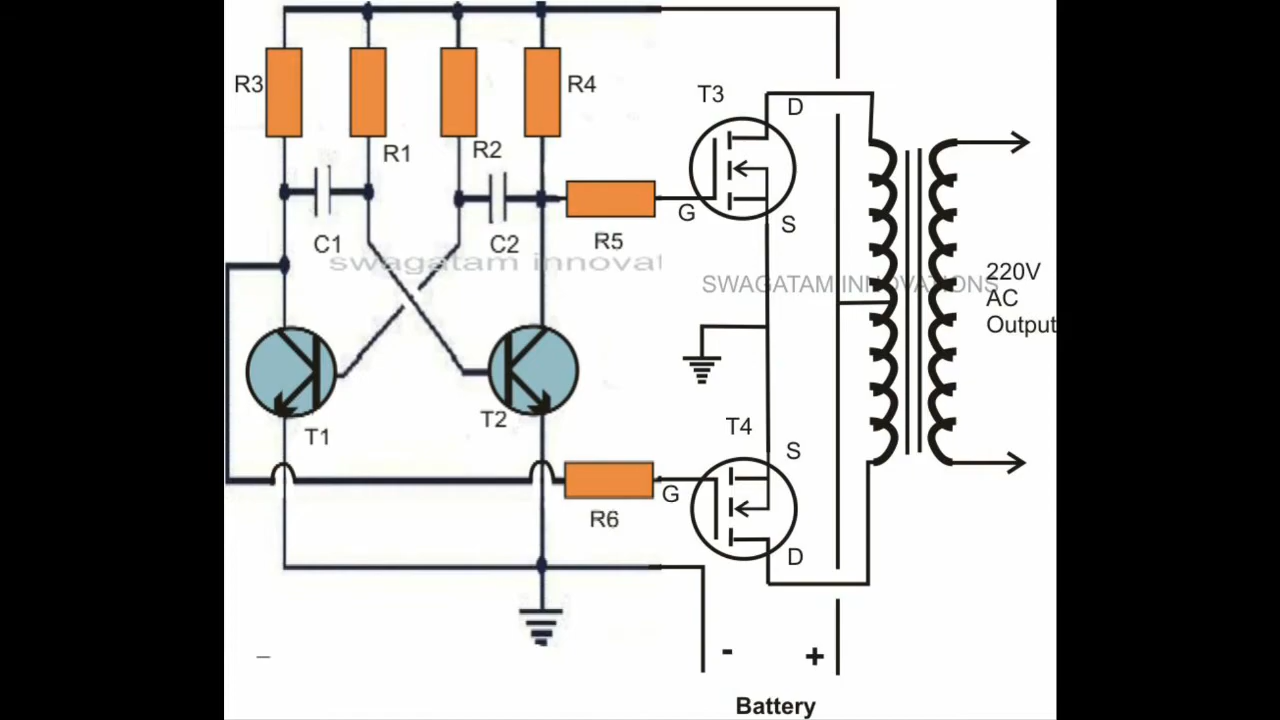 R3
R1
R2
R4
T3
D
C1
C2
R5
G
S
swagatam innovat
SWAGATAM INNOVATIONS
220V
AC
Output
T1
T2
T4
S
R6
G
D
-
+
Battery